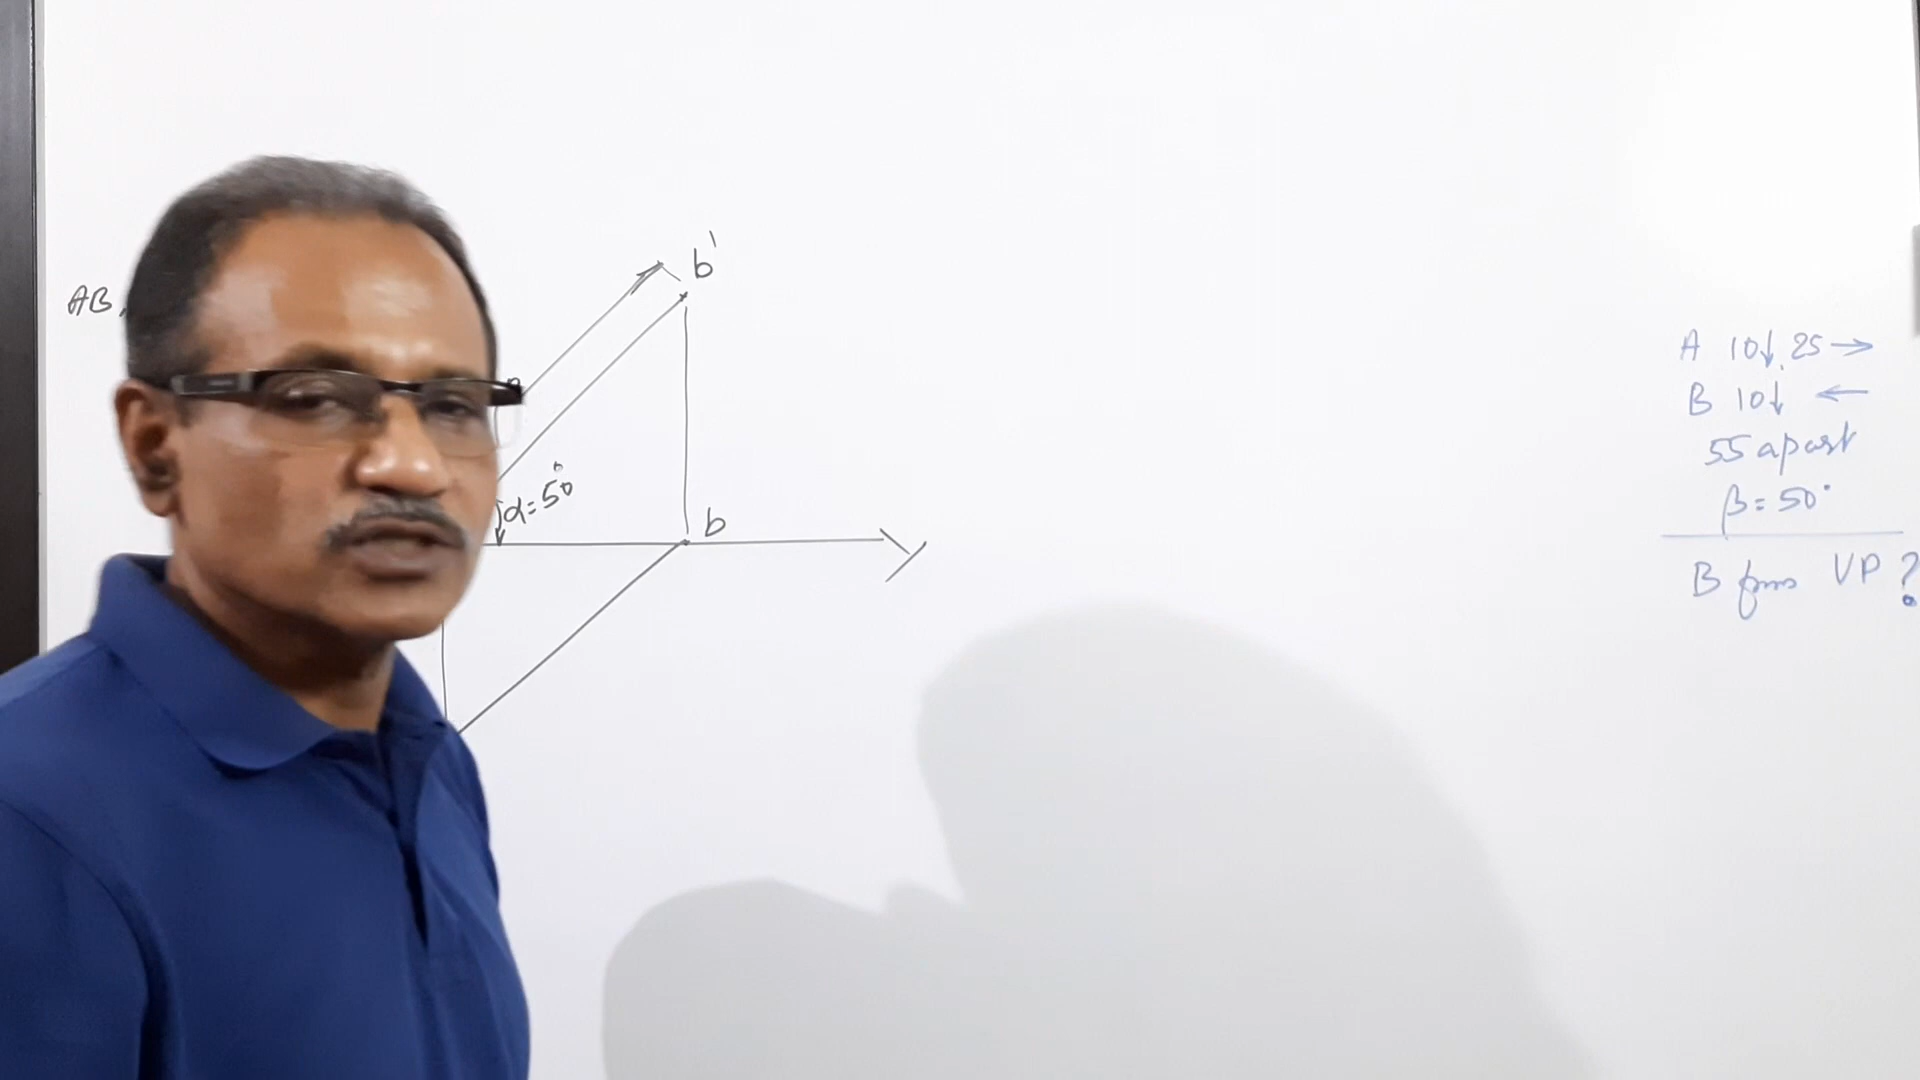 AB,
b'
α=50°
b
Y
A 10↓, 25→
B 10↓ ←
55 apart
β=50°
B from VP ?